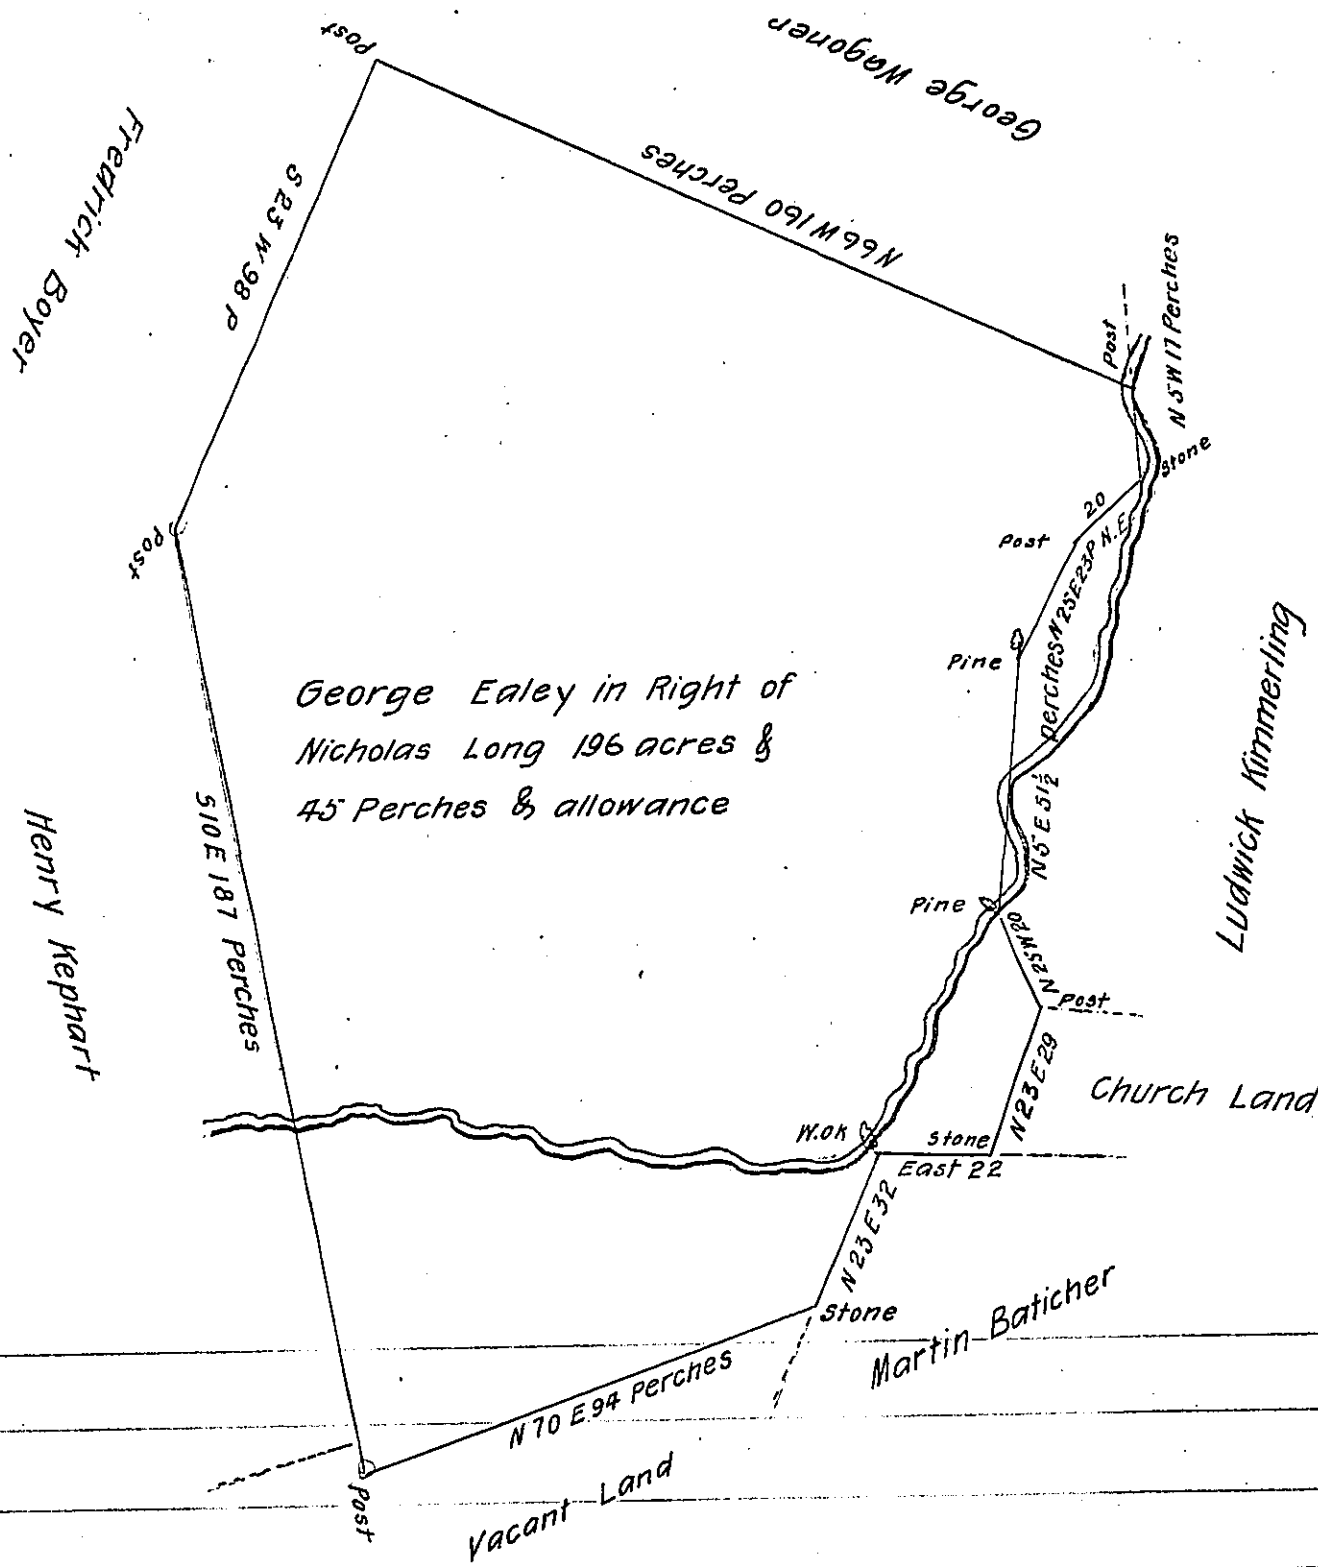 Post
George Wagoner
Fredrick Boyer
S 23 W 98 P
N 66 W 160 Perches
Post
N 5 W 17 Perches
Stone
20
Post
N 25 E 23 P N.E
Post
Pine
perches
George Ealey in Right of
Nicholas Long 196 acres &
45 Perches & allowance
Ludwick Kimmerling
N 5 E 51½
S 10 E 187 Perches
Henry Kephart
Pine
N 25 W 20
Post
N 23 E 29
Church Land
W.OK
Stone
East 22
N 23 E 32
Stone
Martin Baticher
N 70 E 94 Perches
Post
Vacant Land